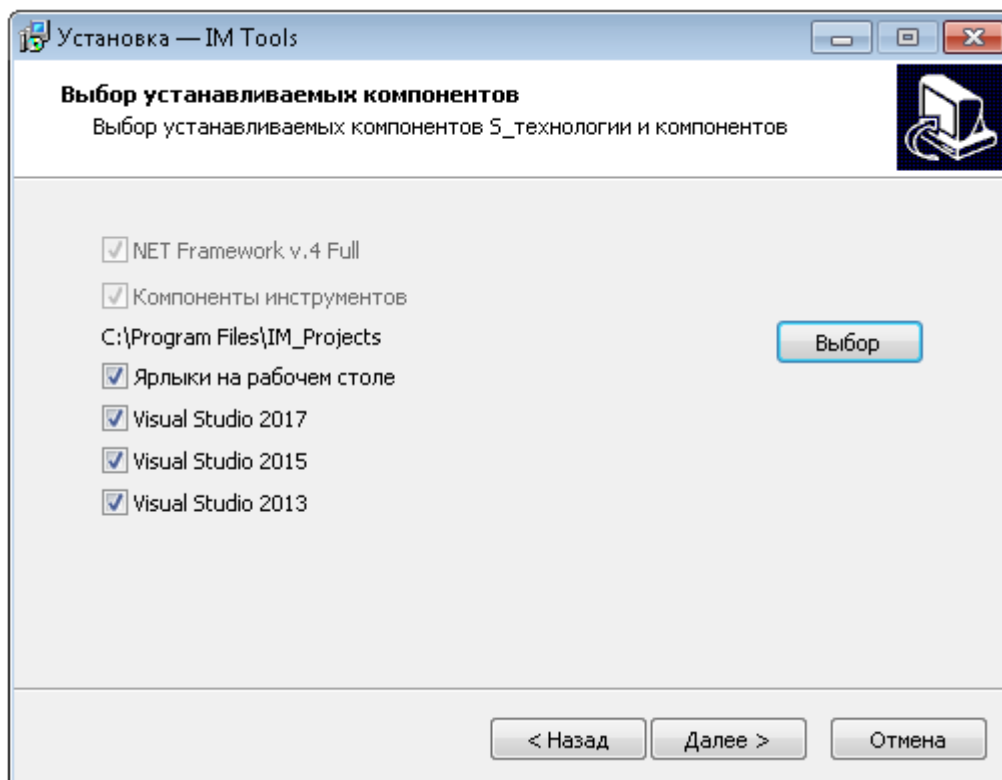 Установка — IM Tools
Выбор устанавливаемых компонентов
Выбор устанавливаемых компонентов S_технологии и компонентов
NET Framework v.4 Full
Компоненты инструментов
C:\Program Files\IM_Projects
Выбор
Ярлыки на рабочем столе
Visual Studio 2017
Visual Studio 2015
Visual Studio 2013
< Назад
Далее >
Отмена